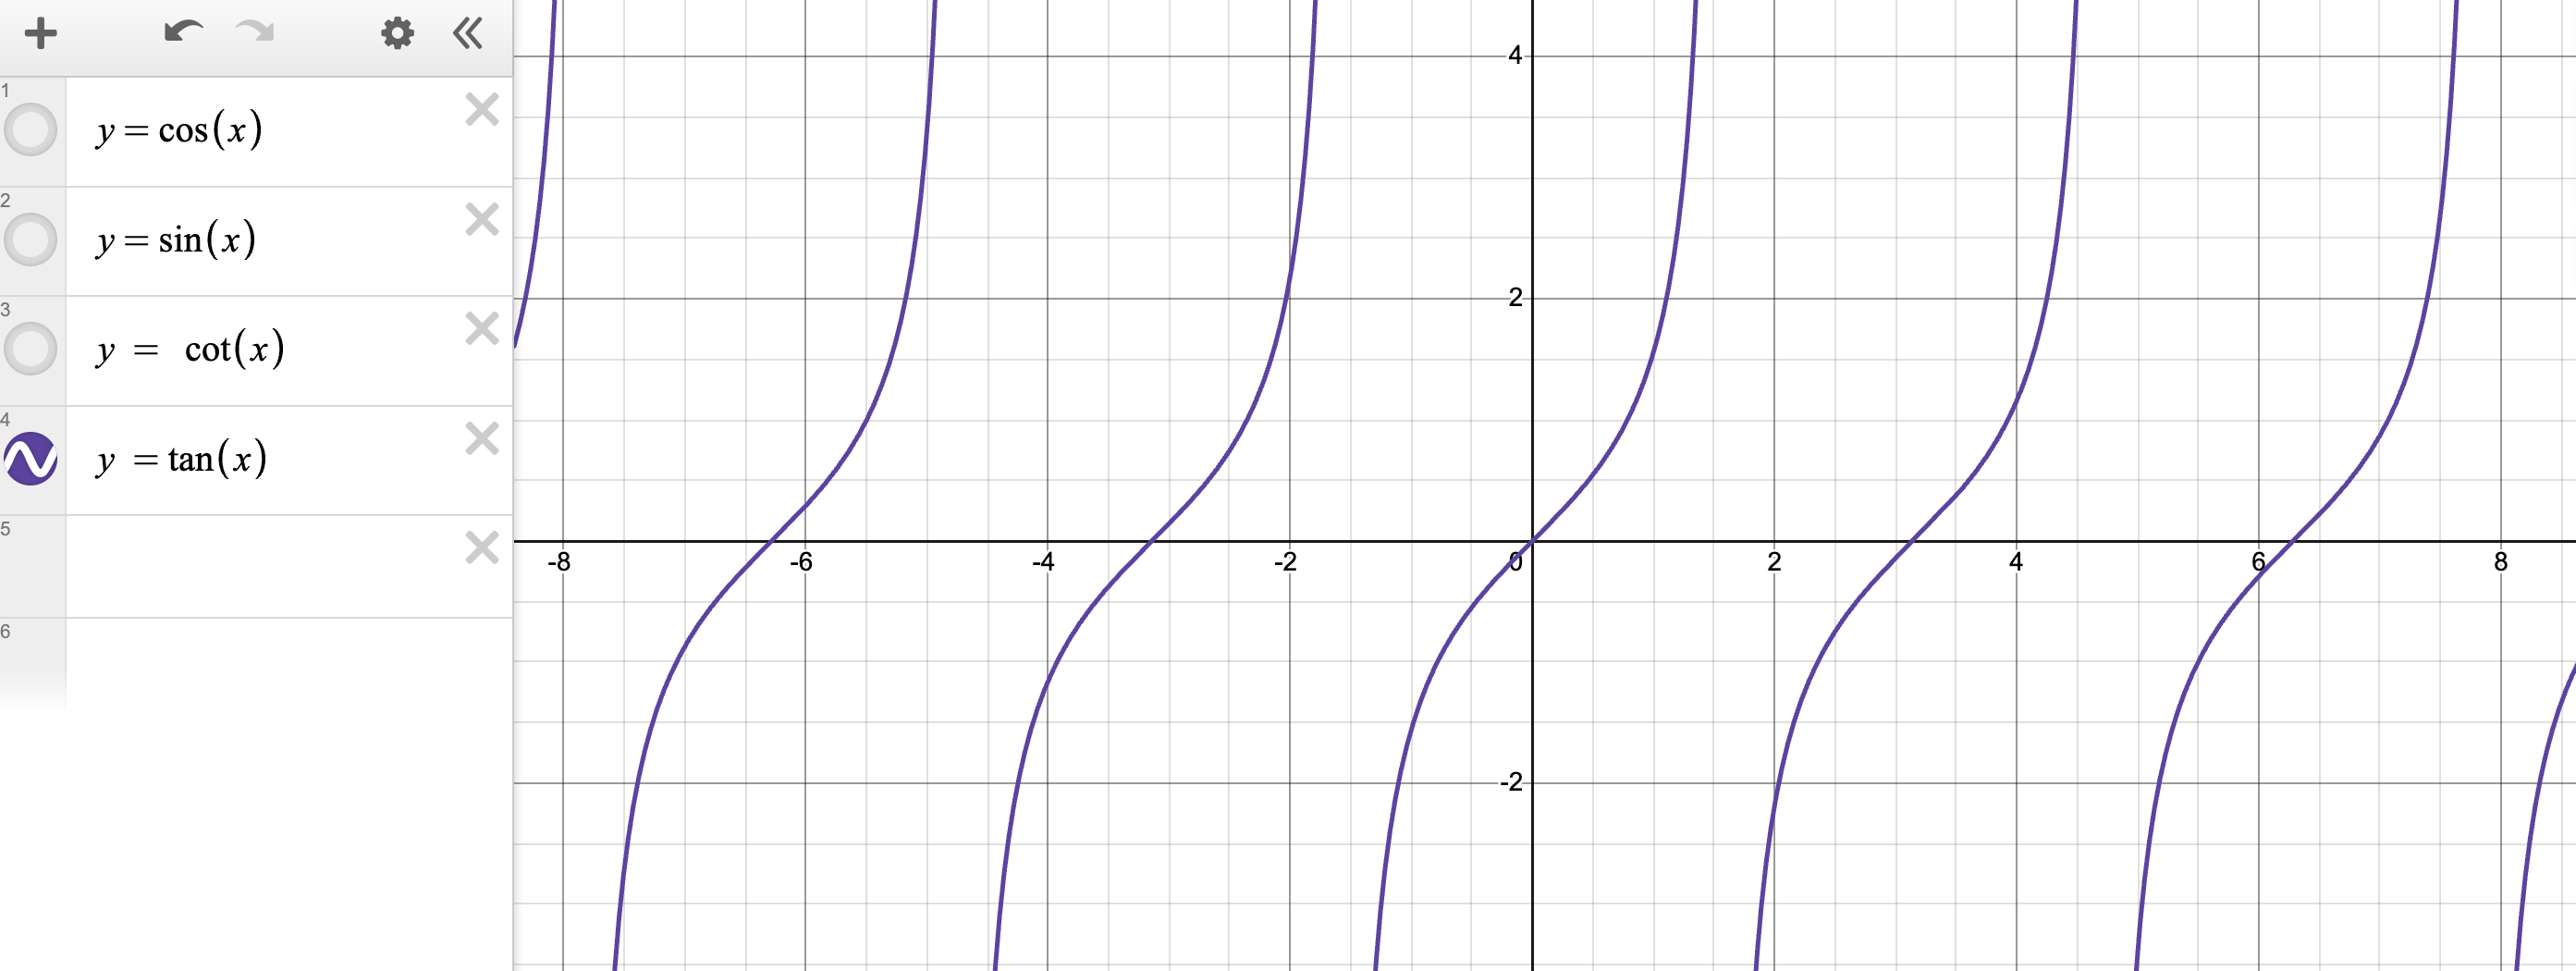 1
y = cos(x)
2
y = sin(x)
3
y = cot(x)
4
y = tan(x)
5
6
4
2
-8 -6 -4 -2 0 2 4 6 8
-2